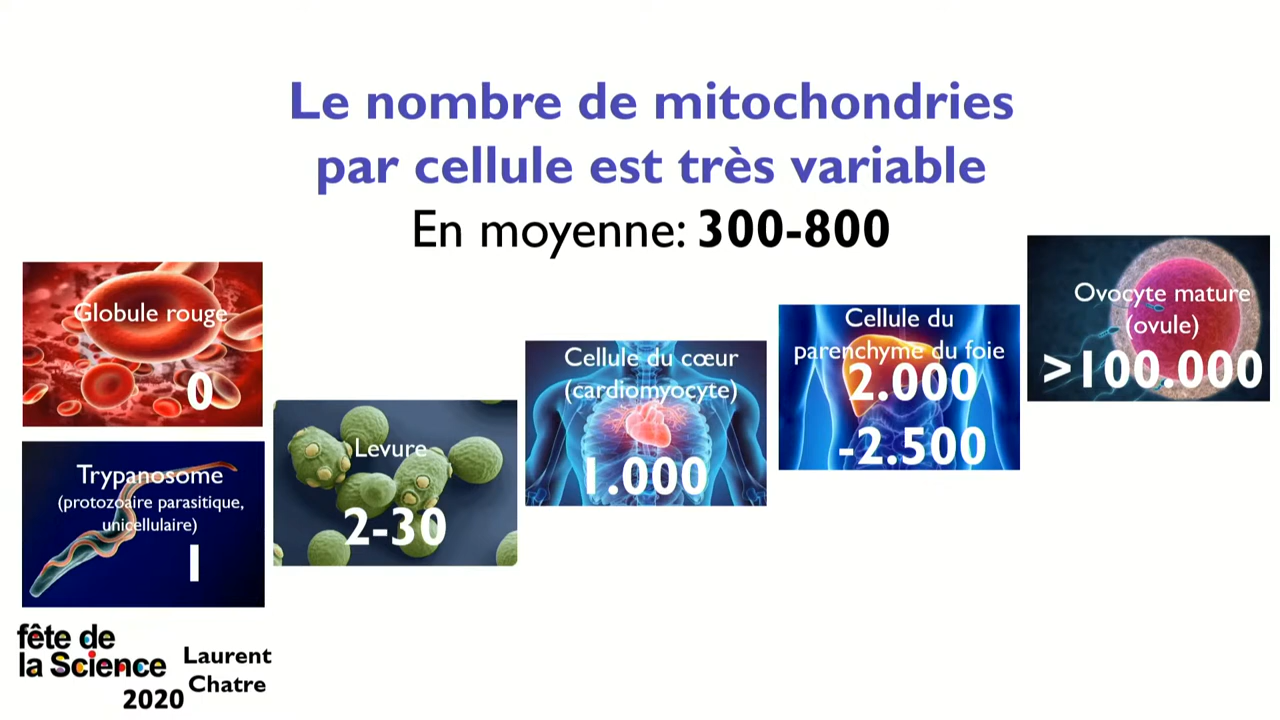 Le nombre de mitochondries
par cellule est très variable
En moyenne: 300-800
Globule rouge
0
Trypanosome
(protozoaire parasitique,
unicellulaire)
1
Levure
2-30
Cellule du cœur
(cardiomyocyte)
1.000
Cellule du
parenchyme du foie
2.000
-2.500
Ovocyte mature
(ovule)
>100.000
fête de
la Science
2020
Laurent
Chatre